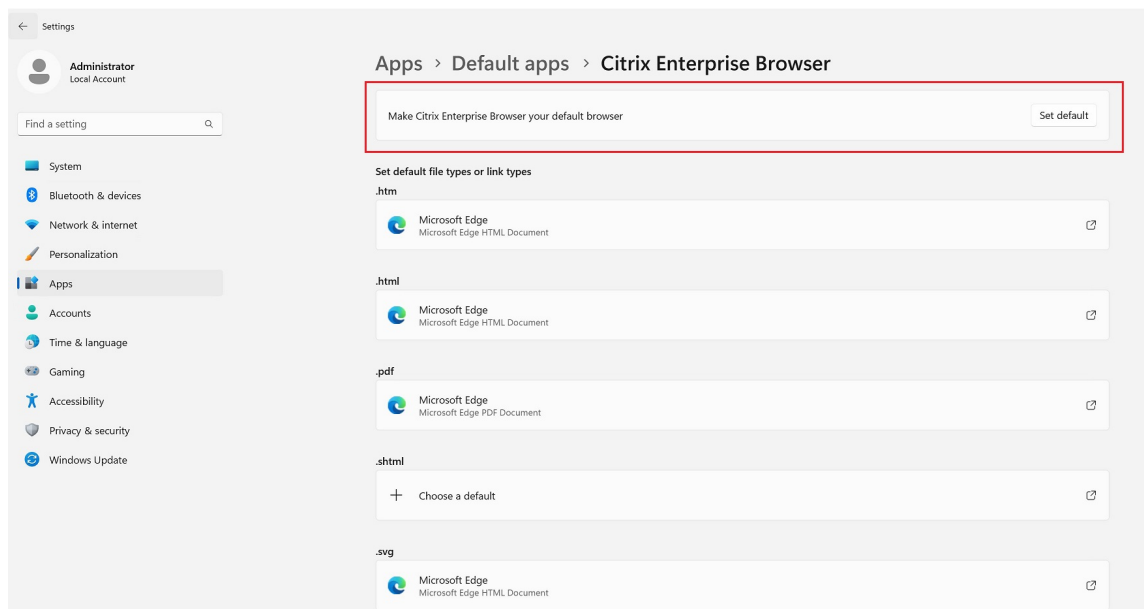 Settings
Administrator
Local Account
Find a setting
System
Bluetooth & devices
Network & internet
Personalization
Apps
Accounts
Time & language
Gaming
Accessibility
Privacy & security
Windows Update
Apps > Default apps > Citrix Enterprise Browser
Make Citrix Enterprise Browser your default browser
Set default
Set default file types or link types
.htm
Microsoft Edge
Microsoft Edge HTML Document
.html
Microsoft Edge
Microsoft Edge HTML Document
.pdf
Microsoft Edge
Microsoft Edge PDF Document
.shtml
Choose a default
.svg
Microsoft Edge
Microsoft Edge HTML Document